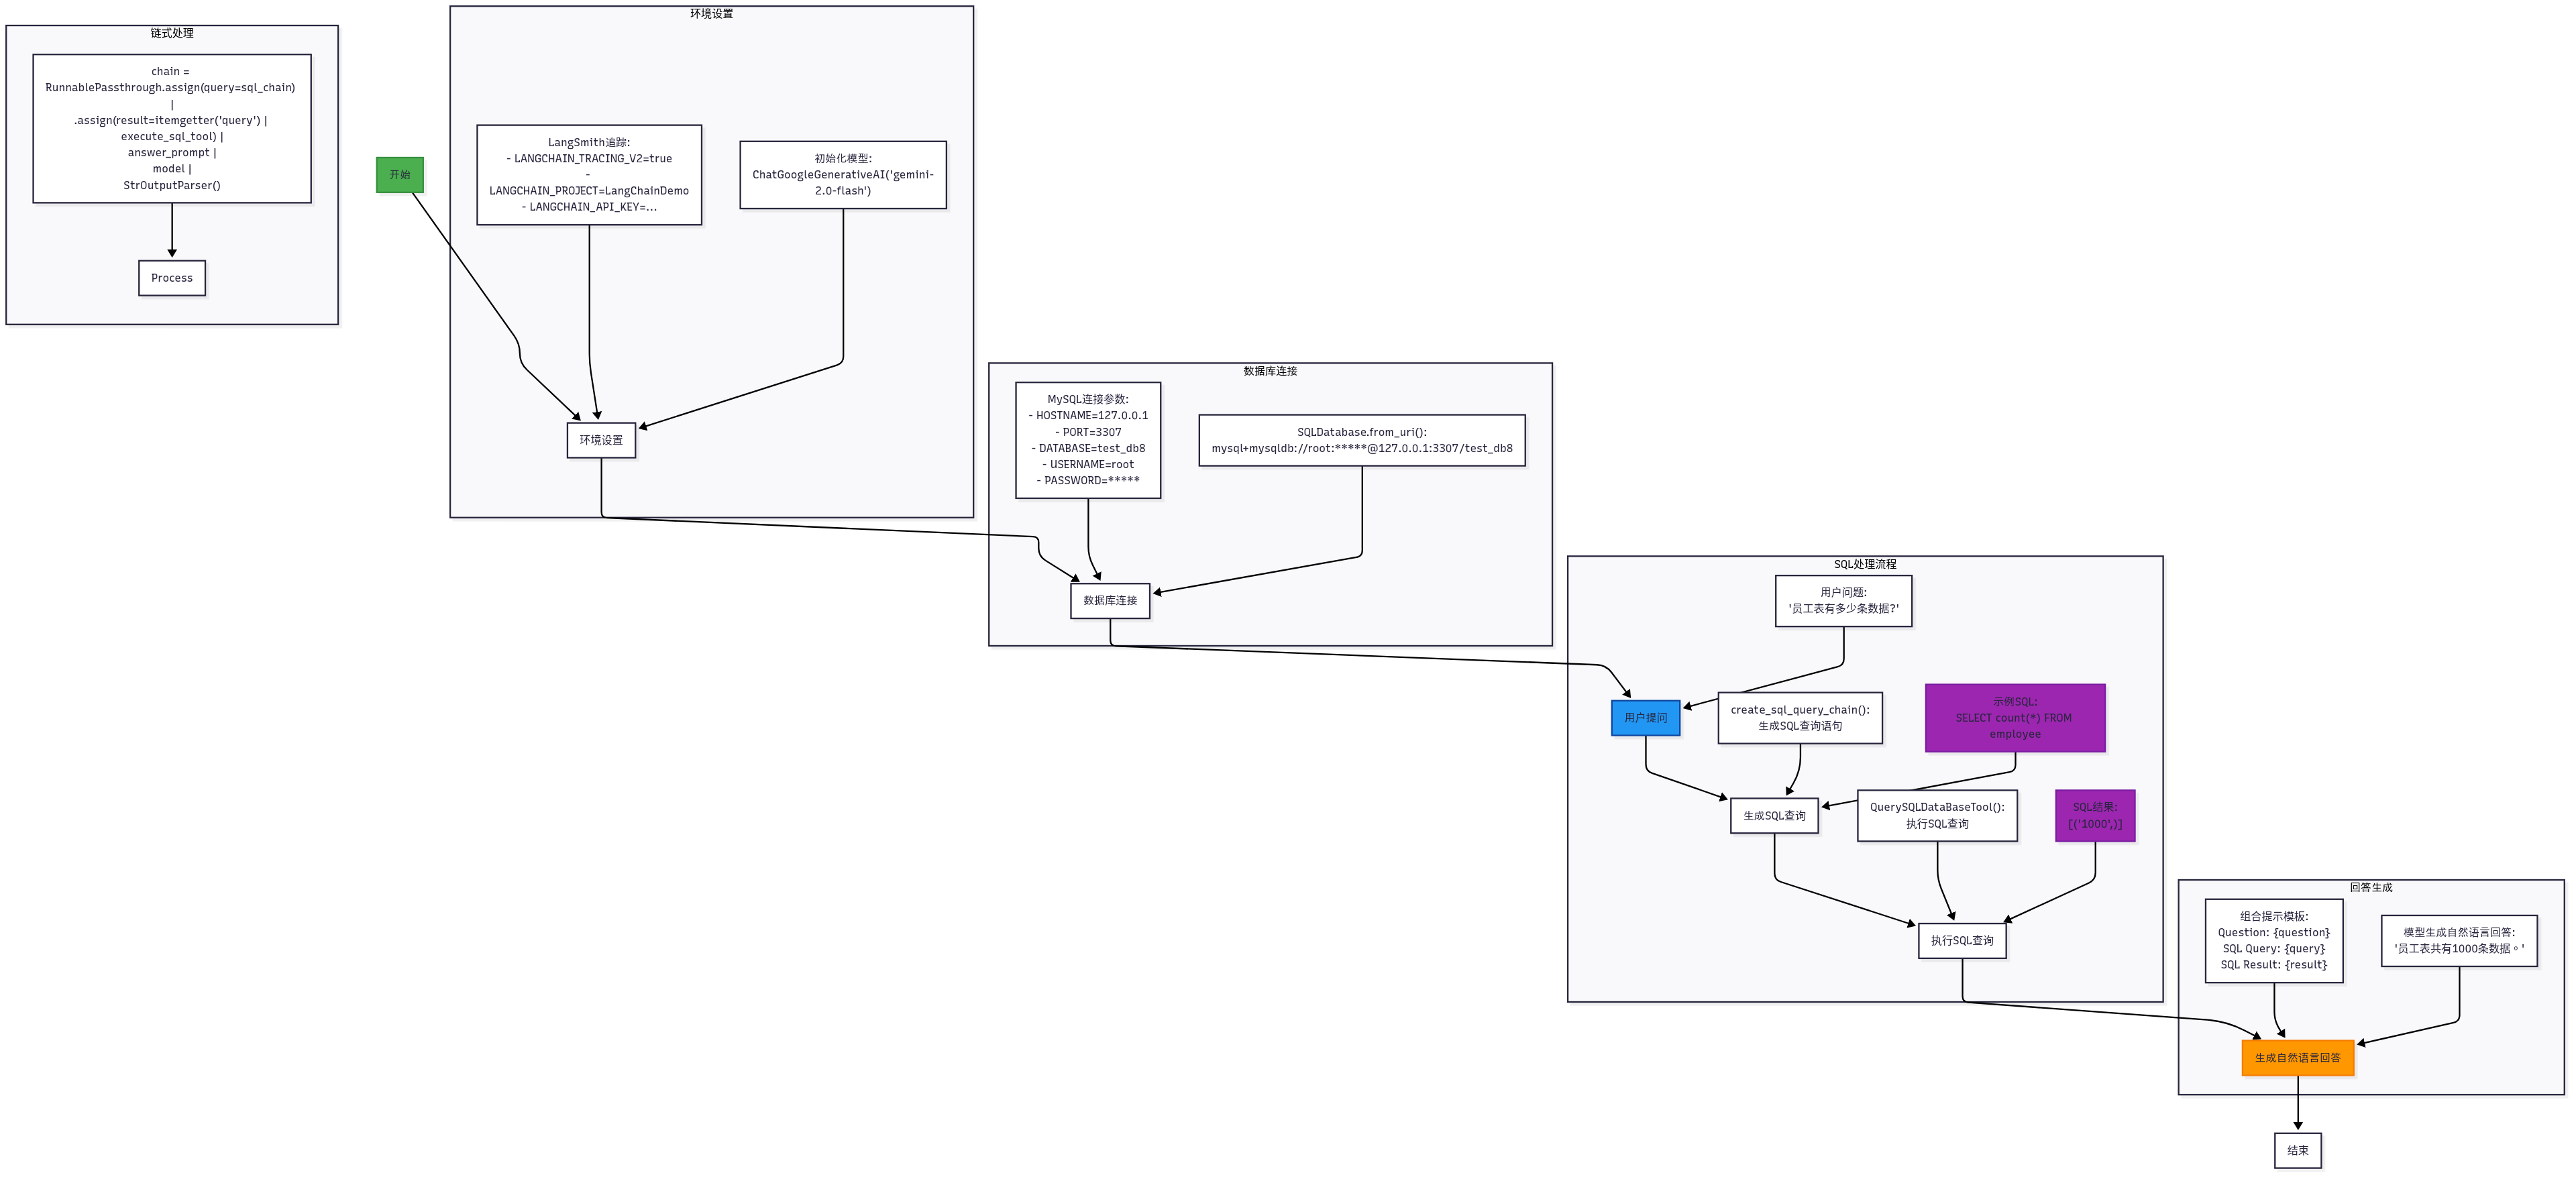 链式处理
chain =
RunnablePassthrough.assign(query=sql_chain)
|
.assign(result=itemgetter('query') |
execute_sql_tool) |
answer_prompt |
model |
StrOutputParser()
Process
开始
环境设置
LangSmith追踪:
- LANGCHAIN_TRACING_V2=true
-
LANGCHAIN_PROJECT=LangChainDemo
- LANGCHAIN_API_KEY=...
初始化模型:
ChatGoogleGenerativeAI('gemini-
2.0-flash')
环境设置
数据库连接
MySQL连接参数:
- HOSTNAME=127.0.0.1
- PORT=3307
- DATABASE=test_db8
- USERNAME=root
- PASSWORD=*****
SQLDatabase.from_uri():
mysql+mysqldb://root:*****@127.0.0.1:3307/test_db8
数据库连接
SQL处理流程
用户问题:
'员工表有多少条数据?'
用户提问
create_sql_query_chain():
生成SQL查询语句
示例SQL:
SELECT count(*) FROM
employee
生成SQL查询
QuerySQLDataBaseTool():
执行SQL查询
SQL结果:
[('1000',)]
执行SQL查询
回答生成
组合提示模板:
Question: {question}
SQL Query: {query}
SQL Result: {result}
模型生成自然语言回答:
'员工表共有1000条数据。'
生成自然语言回答
结束